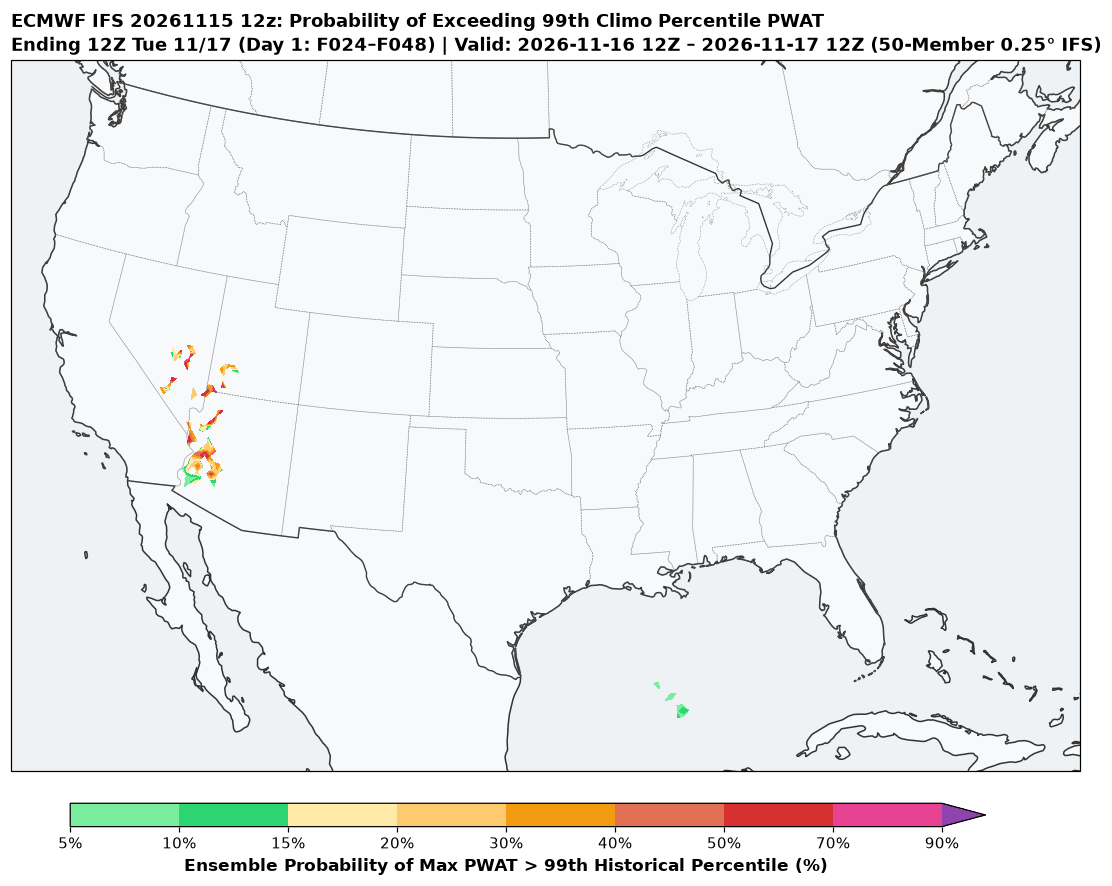 ECMWF IFS 20261115 12z: Probability of Exceeding 99th Climo Percentile PWAT
Ending 12Z Tue 11/17 (Day 1: F024–F048) | Valid: 2026-11-16 12Z – 2026-11-17 12Z (50-Member 0.25° IFS)
5% 10% 15% 20% 30% 40% 50% 70% 90%
Ensemble Probability of Max PWAT > 99th Historical Percentile (%)